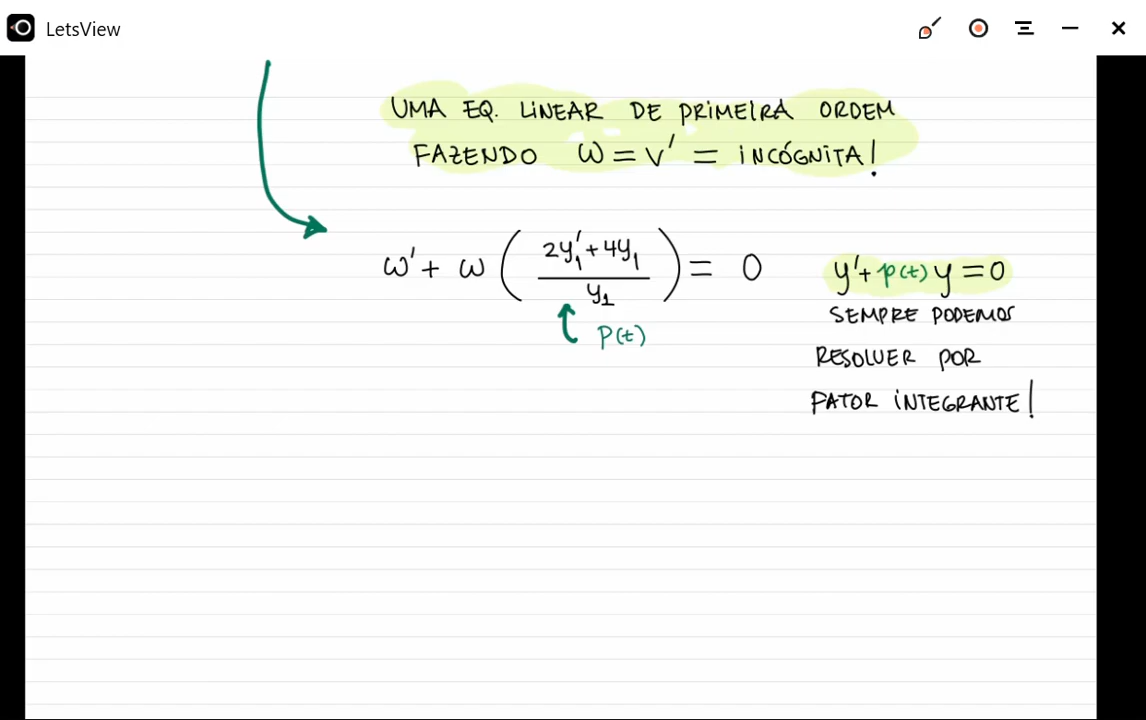 LetsView
UMA EQ. LINEAR DE PRIMEIRA ORDEM
FAZENDO ω = v' = INCÓGNITA!
ω' + ω ( (2y₁' + 4y₁) / y₁ ) = 0
y' + p(t) y = 0
P(t)
SEMPRE PODEMOS
RESOLVER POR
FATOR INTEGRANTE!